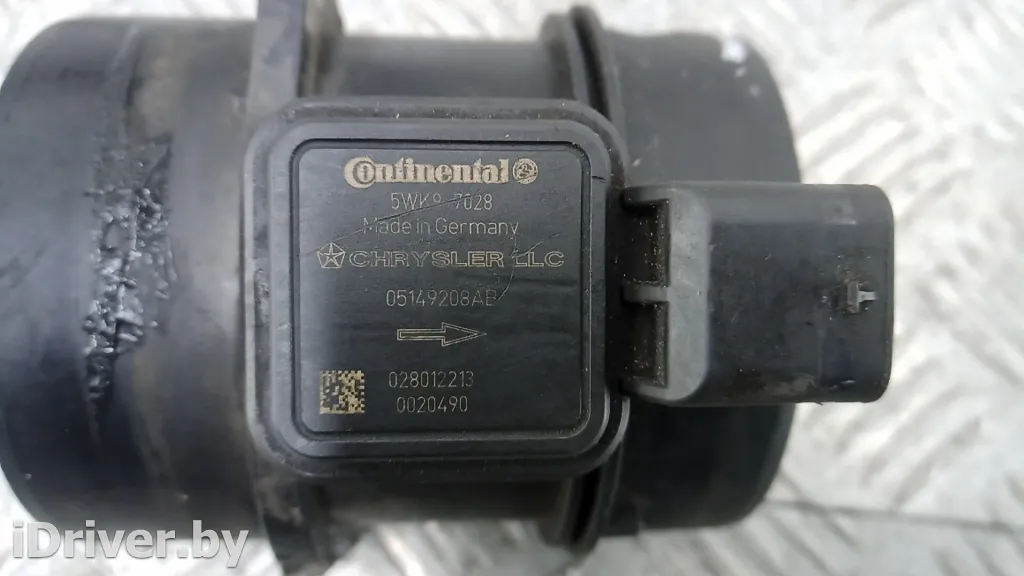 Continental
5WK9 7028
Made in Germany
CHRYSLER LLC
05149208AB
028012213
0020490
iDriver.by